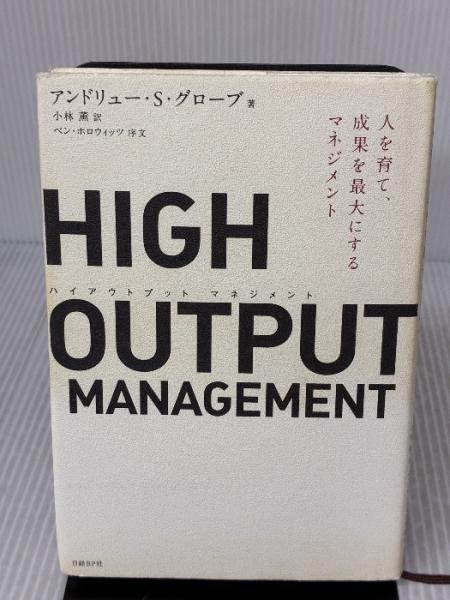 アンドリュー・S・グローブ 著
小林 薫 訳
ベン・ホロウィッツ 序文
人を育て、
成果を最大にする
マネジメント
HIGH
ハイアウトプット マネジメント
OUTPUT
MANAGEMENT
日経BP社